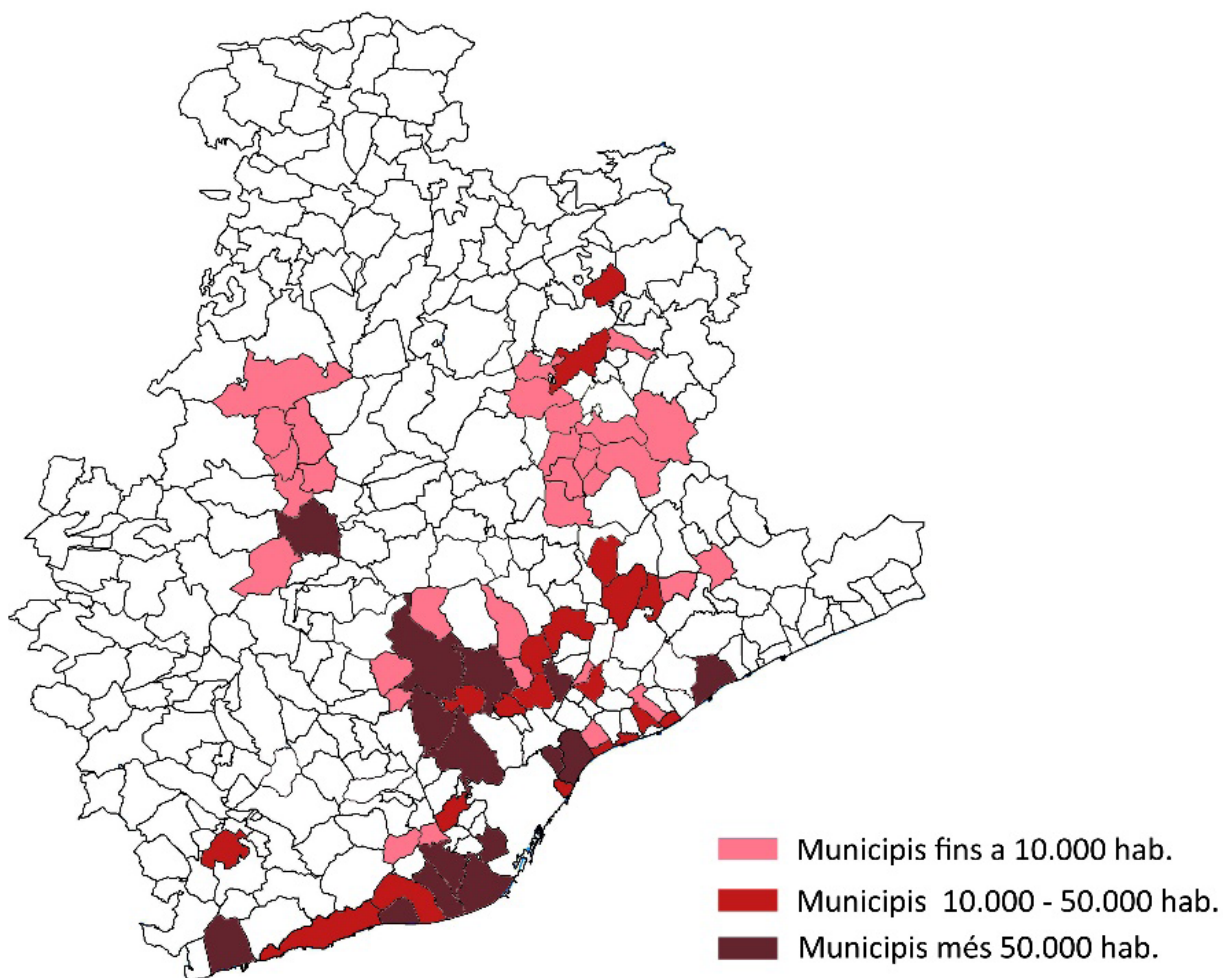 Municipis fins a 10.000 hab.
Municipis 10.000 - 50.000 hab.
Municipis més 50.000 hab.